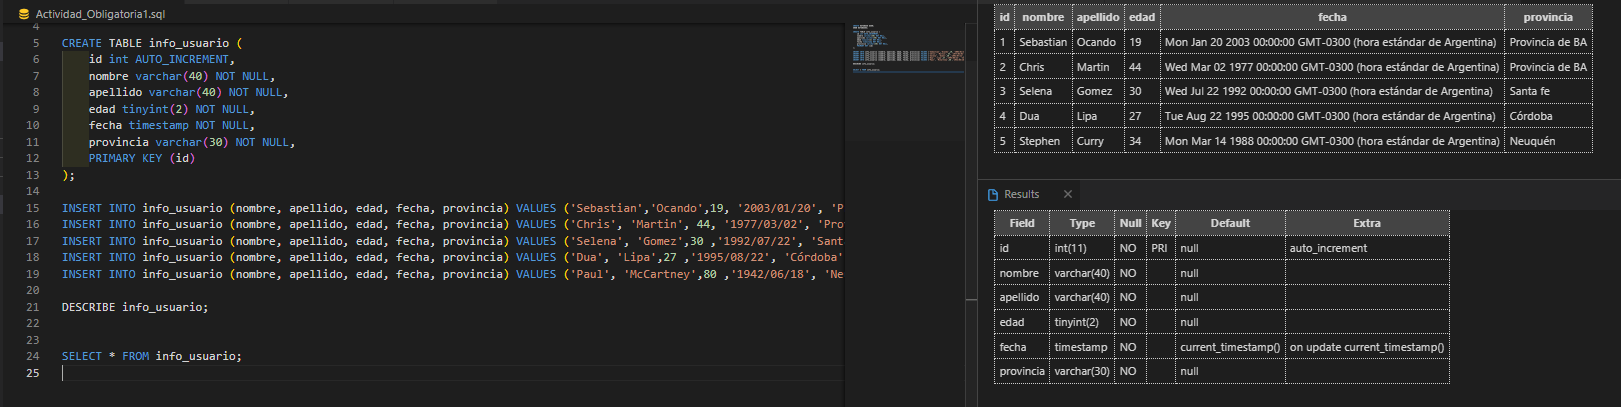 Actividad_Obligatoria1.sql
4
5 CREATE TABLE info_usuario (
6 id int AUTO_INCREMENT,
7 nombre varchar(40) NOT NULL,
8 apellido varchar(40) NOT NULL,
9 edad tinyint(2) NOT NULL,
10 fecha timestamp NOT NULL,
11 provincia varchar(30) NOT NULL,
12 PRIMARY KEY (id)
13 );
14
15 INSERT INTO info_usuario (nombre, apellido, edad, fecha, provincia) VALUES ('Sebastian','Ocando',19, '2003/01/20', 'P
16 INSERT INTO info_usuario (nombre, apellido, edad, fecha, provincia) VALUES ('Chris', 'Martin', 44, '1977/03/02', 'Pro
17 INSERT INTO info_usuario (nombre, apellido, edad, fecha, provincia) VALUES ('Selena', 'Gomez',30 ,'1992/07/22', 'Sant
18 INSERT INTO info_usuario (nombre, apellido, edad, fecha, provincia) VALUES ('Dua', 'Lipa',27 ,'1995/08/22', 'Córdoba'
19 INSERT INTO info_usuario (nombre, apellido, edad, fecha, provincia) VALUES ('Paul', 'McCartney',80 ,'1942/06/18', 'Ne
20
21 DESCRIBE info_usuario;
22
23
24 SELECT * FROM info_usuario;
25
id nombre apellido edad fecha provincia
1 Sebastian Ocando 19 Mon Jan 20 2003 00:00:00 GMT-0300 (hora estándar de Argentina) Provincia de BA
2 Chris Martin 44 Wed Mar 02 1977 00:00:00 GMT-0300 (hora estándar de Argentina) Provincia de BA
3 Selena Gomez 30 Wed Jul 22 1992 00:00:00 GMT-0300 (hora estándar de Argentina) Santa fe
4 Dua Lipa 27 Tue Aug 22 1995 00:00:00 GMT-0300 (hora estándar de Argentina) Córdoba
5 Stephen Curry 34 Mon Mar 14 1988 00:00:00 GMT-0300 (hora estándar de Argentina) Neuquén
Results
Field Type Null Key Default Extra
id int(11) NO PRI null auto_increment
nombre varchar(40) NO null
apellido varchar(40) NO null
edad tinyint(2) NO null
fecha timestamp NO current_timestamp() on update current_timestamp()
provincia varchar(30) NO null